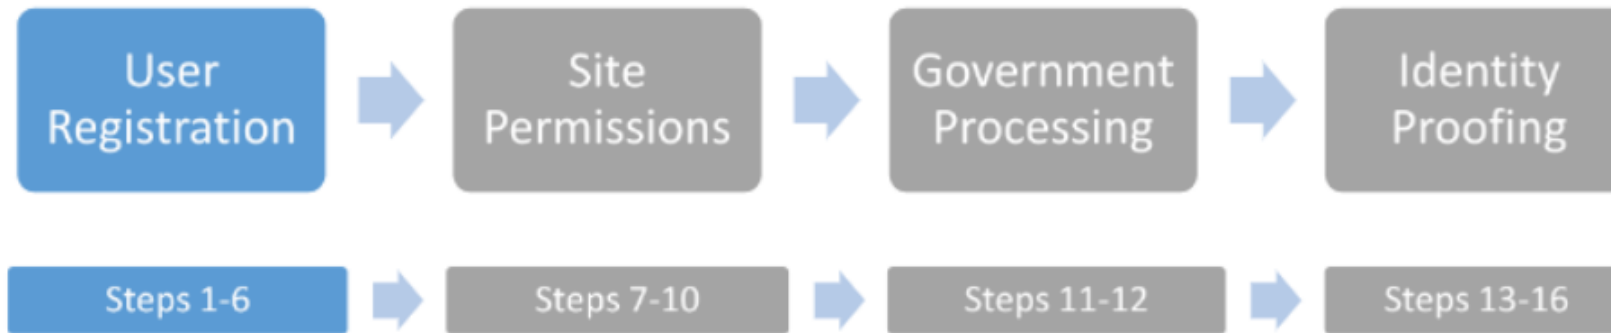 User
Registration
Site
Permissions
Government
Processing
Identity
Proofing
Steps 1-6
Steps 7-10
Steps 11-12
Steps 13-16